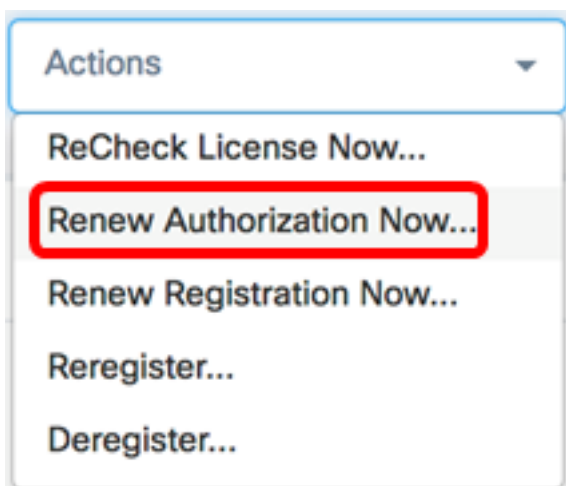 Actions
ReCheck License Now...
Renew Authorization Now...
Renew Registration Now...
Reregister...
Deregister...